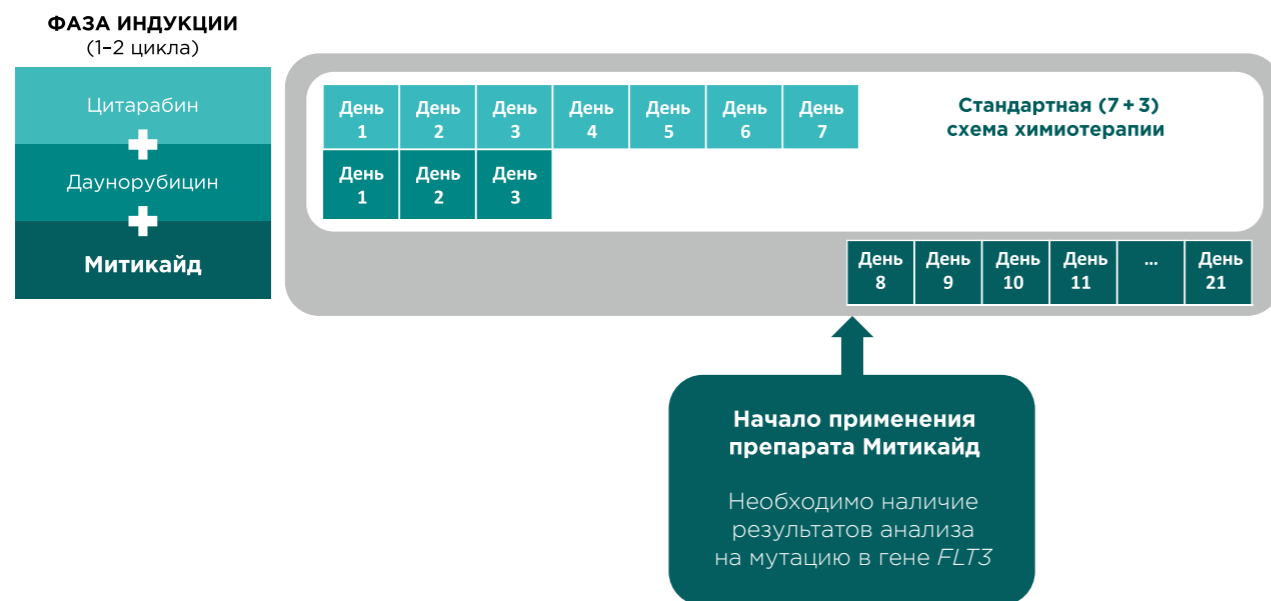 ФАЗА ИНДУКЦИИ
(1–2 цикла)
Цитарабин
Даунорубицин
Митикайд
День День День День День День День
1 2 3 4 5 6 7
Стандартная (7 + 3)
схема химиотерапии
День День День
1 2 3
День День День День ... День
8 9 10 11 21
Начало применения
препарата Митикайд
Необходимо наличие
результатов анализа
на мутацию в гене FLT3